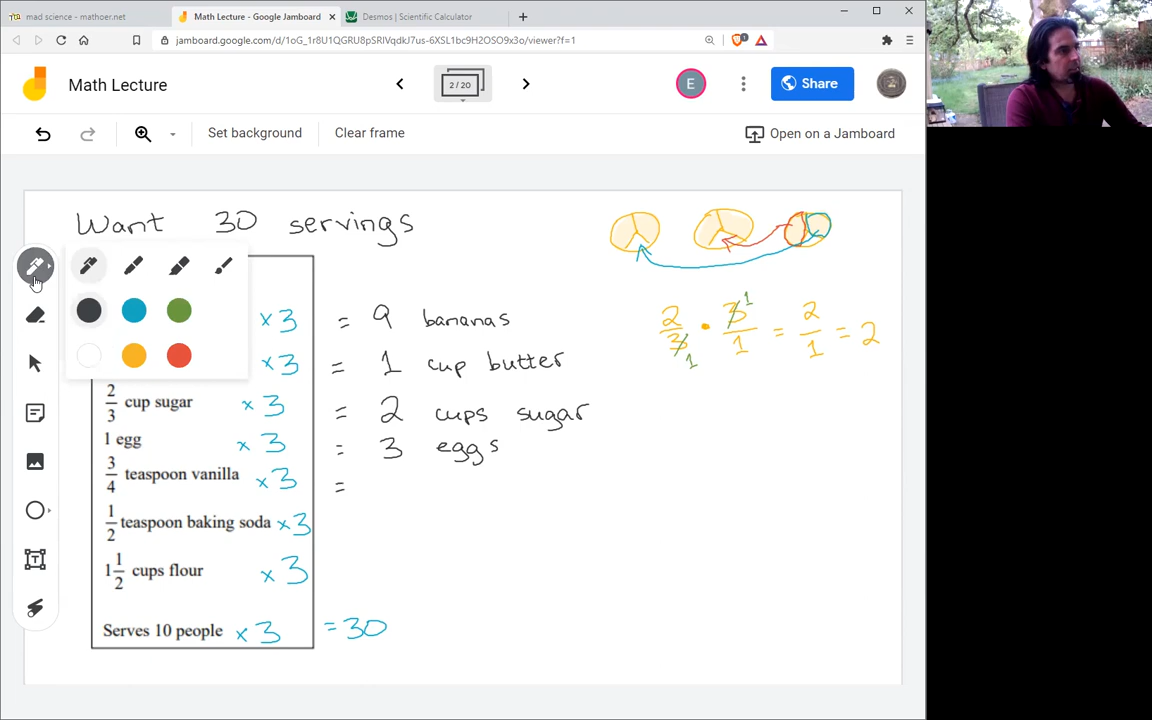 mad science - mathoer.net
Math Lecture - Google Jamboard
Desmos | Scientific Calculator
jamboard.google.com/d/1oG_1r8U1QGRU8pSRIVqdkJ7us-6XSL1bc9H2OSO9x3o/viewer?f=1
Math Lecture
2 / 20
E
Share
Set background
Clear frame
Open on a Jamboard
Want 30 servings
× 3 = 9 bananas
× 3 = 1 cup butter
2/3 cup sugar × 3 = 2 cups sugar
1 egg × 3 = 3 eggs
3/4 teaspoon vanilla × 3 =
1/2 teaspoon baking soda × 3
1 1/2 cups flour × 3
Serves 10 people × 3 = 30
2/3 · 3/1 = 2/1 = 2
1
1